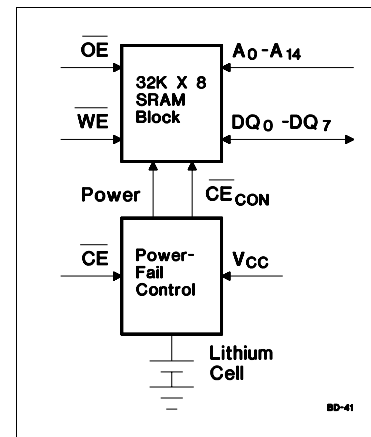 OE
A0-A14
32K X 8
SRAM
Block
WE
DQ0 -DQ7
Power
CECON
CE
Power-
Fail
Control
VCC
Lithium
Cell
BD-41